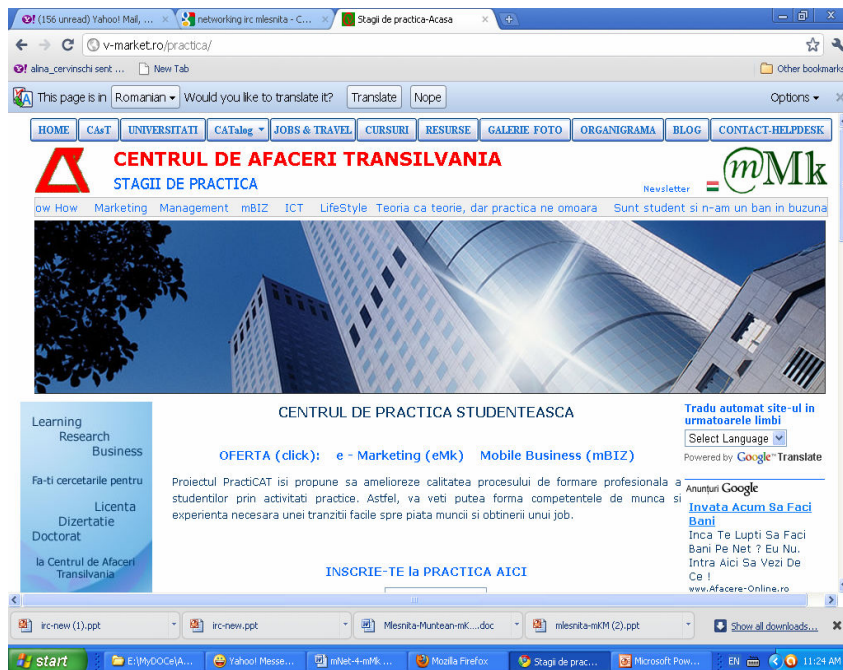 (156 unread) Yahoo! Mail, ...
networking irc mlesnita - C...
Stagii de practica-Acasa
v-market.ro/practica/
alina_cervinschi sent ...
New Tab
Other bookmarks
This page is in Romanian Would you like to translate it? Translate Nope Options
HOME CAsT UNIVERSITATI CATalog JOBS & TRAVEL CURSURI RESURSE GALERIE FOTO ORGANIGRAMA BLOG CONTACT-HELPDESK
CENTRUL DE AFACERI TRANSILVANIA
STAGII DE PRACTICA
Newsletter
mMk
ow How Marketing Management mBIZ ICT LifeStyle Teoria ca teorie, dar practica ne omoara Sunt student si n-am un ban in buzuna
Learning
Research
Business
Fa-ti cercetarile pentru
Licenta
Dizertatie
Doctorat
la Centrul de Afaceri
Transilvania
CENTRUL DE PRACTICA STUDENTEASCA
OFERTA (click): e - Marketing (eMk) Mobile Business (mBIZ)
Proiectul PractiCAT isi propune sa amelioreze calitatea procesului de formare profesionala a
studentilor prin activitati practice. Astfel, va veti putea forma competentele de munca si
experienta necesara unei tranzitii facile spre piata muncii si obtinerii unui job.
INSCRIE-TE la PRACTICA AICI
Tradu automat site-ul in
urmatoarele limbi
Select Language
Powered by Google™ Translate
Anunțuri Google
Invata Acum Sa Faci
Bani
Inca Te Lupti Sa Faci
Bani Pe Net ? Eu Nu.
Intra Aici Sa Vezi De
Ce !
www.Afacere-Online.ro
irc-new (1).ppt
irc-new.ppt
Mlesnita-Muntean-mK....doc
mlesnita-mKM (2).ppt
Show all downloads...
start
E:\MyDOCe\A...
Yahoo! Messe...
mNet-4-mMk ...
Mozilla Firefox
Stagii de prac...
Microsoft Pow...
EN
11:24 AM